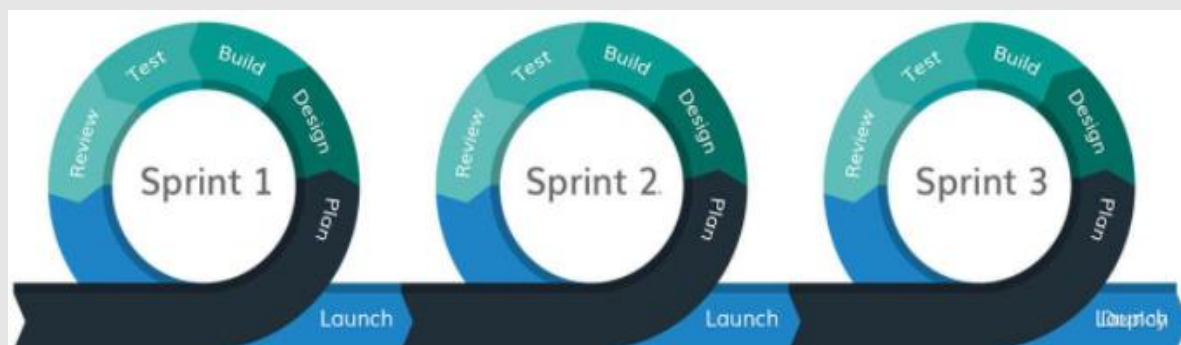 Sprint 1
Plan
Design
Build
Test
Review
Launch
Sprint 2.
Plan
Design
Build
Test
Review
Launch
Sprint 3
Plan
Design
Build
Test
Review
Launch